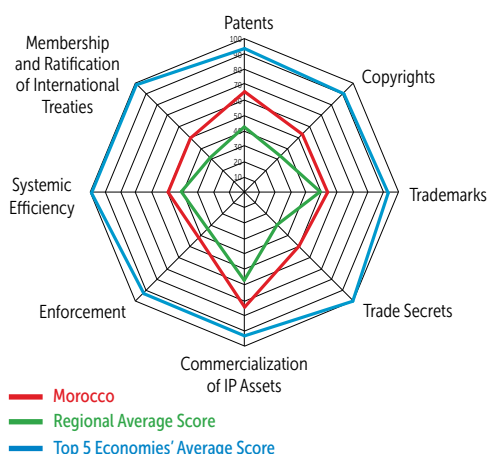 Patents
100
90
80
70
60
50
40
30
20
10
Copyrights
Trademarks
Trade Secrets
Commercialization
of IP Assets
Enforcement
Systemic
Efficiency
Membership
and Ratification
of International
Treaties
Morocco
Regional Average Score
Top 5 Economies' Average Score